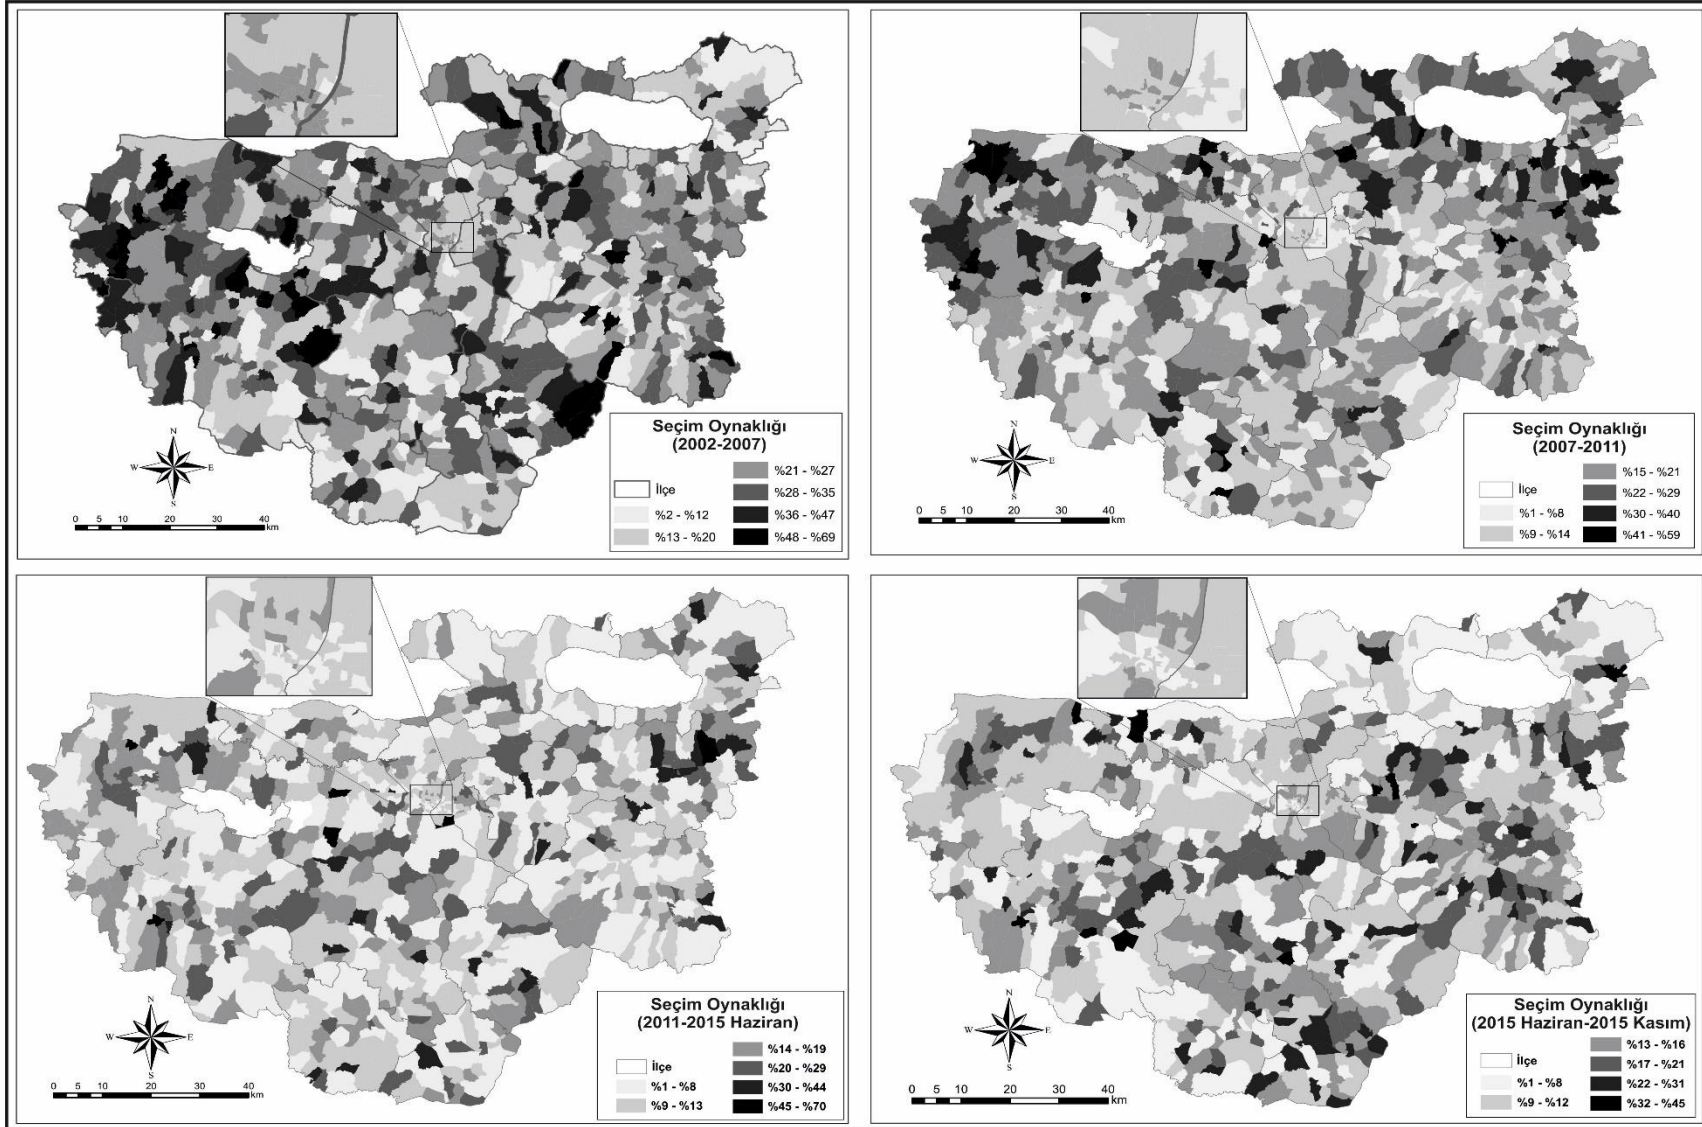 N
W E
S
0 5 10 20 30 40
km
Seçim Oynaklığı
(2002-2007)
İlçe
%2 - %12
%13 - %20
%21 - %27
%28 - %35
%36 - %47
%48 - %69
N
W E
S
0 5 10 20 30 40
km
Seçim Oynaklığı
(2007-2011)
İlçe
%1 - %8
%9 - %14
%15 - %21
%22 - %29
%30 - %40
%41 - %59
N
W E
S
0 5 10 20 30 40
km
Seçim Oynaklığı
(2011-2015 Haziran)
İlçe
%1 - %8
%9 - %13
%14 - %19
%20 - %29
%30 - %44
%45 - %70
N
W E
S
0 5 10 20 30 40
km
Seçim Oynaklığı
(2015 Haziran-2015 Kasım)
İlçe
%1 - %8
%9 - %12
%13 - %16
%17 - %21
%22 - %31
%32 - %45